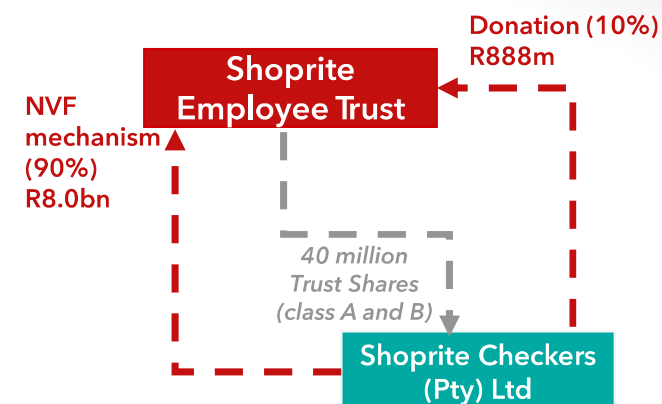 Donation (10%)
R888m
Shoprite
Employee Trust
NVF
mechanism
(90%)
R8.0bn
40 million
Trust Shares
(class A and B)
Shoprite Checkers
(Pty) Ltd